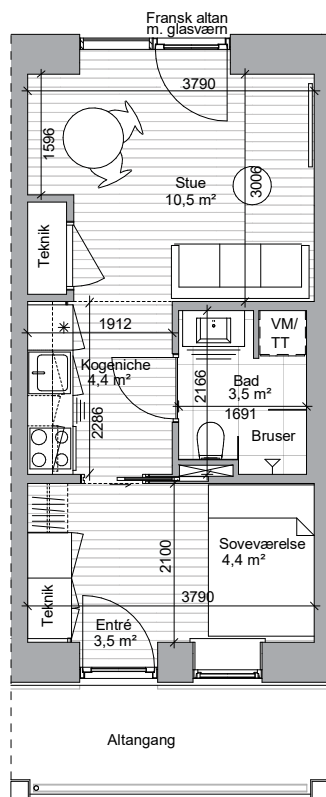 Fransk altan
m. glasværn
3790
1596
3006
Stue
10,5 m²
Teknik
1912
VM/
TT
Kogeniche
4,4 m²
2286
2166
Bad
3,5 m²
1691
Bruser
Soveværelse
4,4 m²
2100
3790
Teknik
Entré
3,5 m²
Altangang